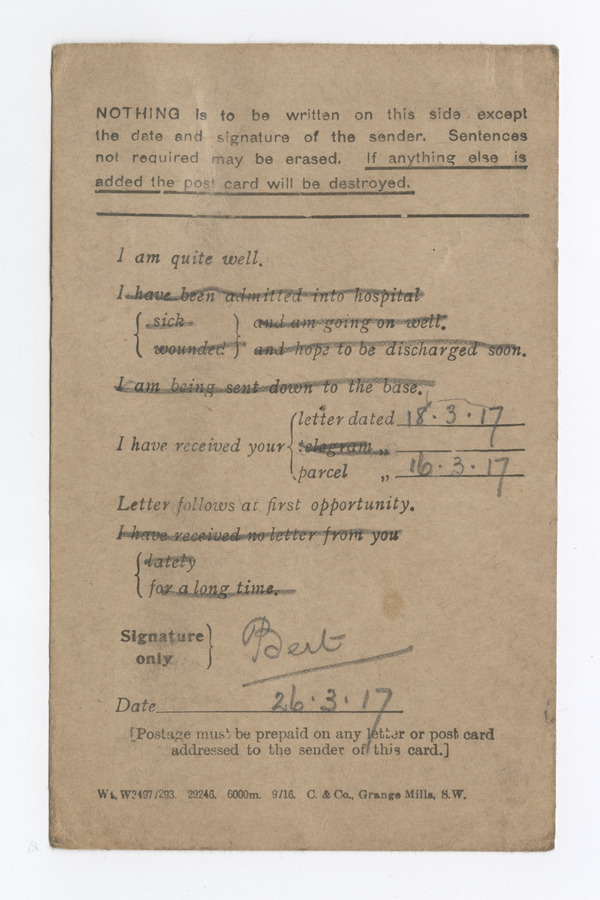 NOTHING is to be written on this side except
the date and signature of the sender. Sentences
not required may be erased. If anything else is
added the post card will be destroyed.
I am quite well.
I have been admitted into hospital
sick and am going on well.
wounded and hope to be discharged soon.
I am being sent down to the base.
letter dated 18.3.17
I have received your telegram „
parcel „ 16.3.17
Letter follows at first opportunity.
I have received no letter from you
lately
for a long time.
Signature
only
Bert
Date 26.3.17
[Postage must be prepaid on any letter or post card
addressed to the sender of this card.]
Wt. W3497/293. 29246. 6000m. 9/16. C. & Co., Grange Mills, S.W.